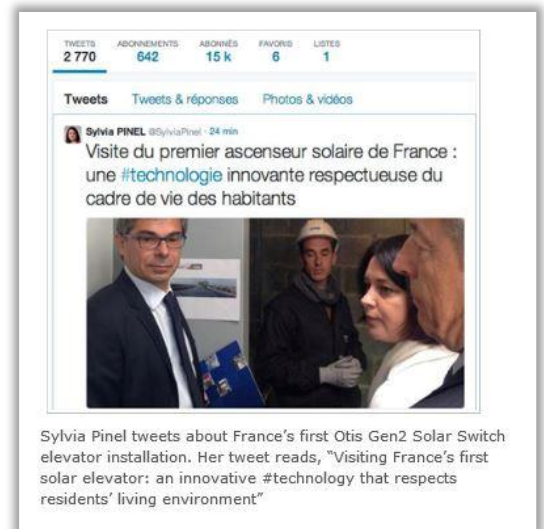 TWEETS ABONNEMENTS ABONNÉS FAVORIS LISTES
2 770 642 15 k 6 1
Tweets Tweets & réponses Photos & vidéos
Sylvia PINEL @SylviaPinel · 24 min
Visite du premier ascenseur solaire de France :
une #technologie innovante respectueuse du
cadre de vie des habitants
Sylvia Pinel tweets about France’s first Otis Gen2 Solar Switch
elevator installation. Her tweet reads, “Visiting France’s first
solar elevator: an innovative #technology that respects
residents’ living environment”